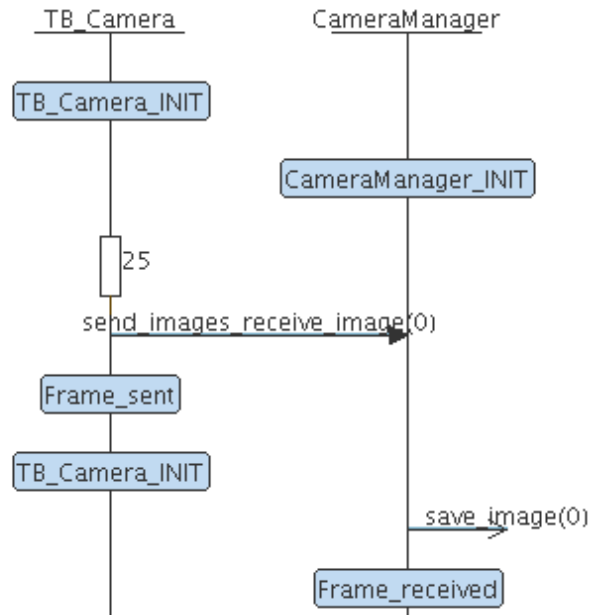 TB_Camera
CameraManager
TB_Camera_INIT
CameraManager_INIT
25
send_images_receive_image(0)
Frame_sent
TB_Camera_INIT
save_image(0)
Frame_received